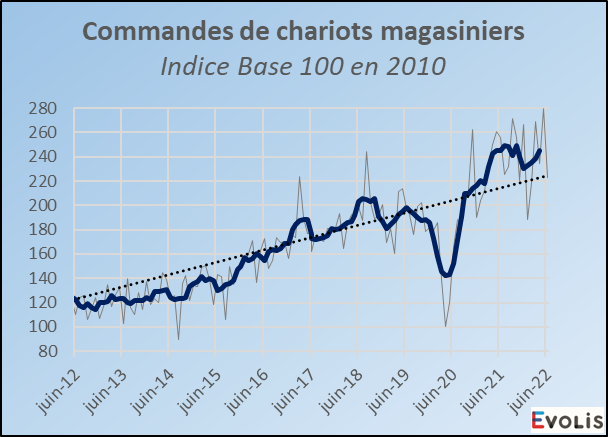 Commandes de chariots magasiniers
Indice Base 100 en 2010
280
260
240
220
200
180
160
140
120
100
80
juin-12
juin-13
juin-14
juin-15
juin-16
juin-17
juin-18
juin-19
juin-20
juin-21
juin-22
EVOLIS